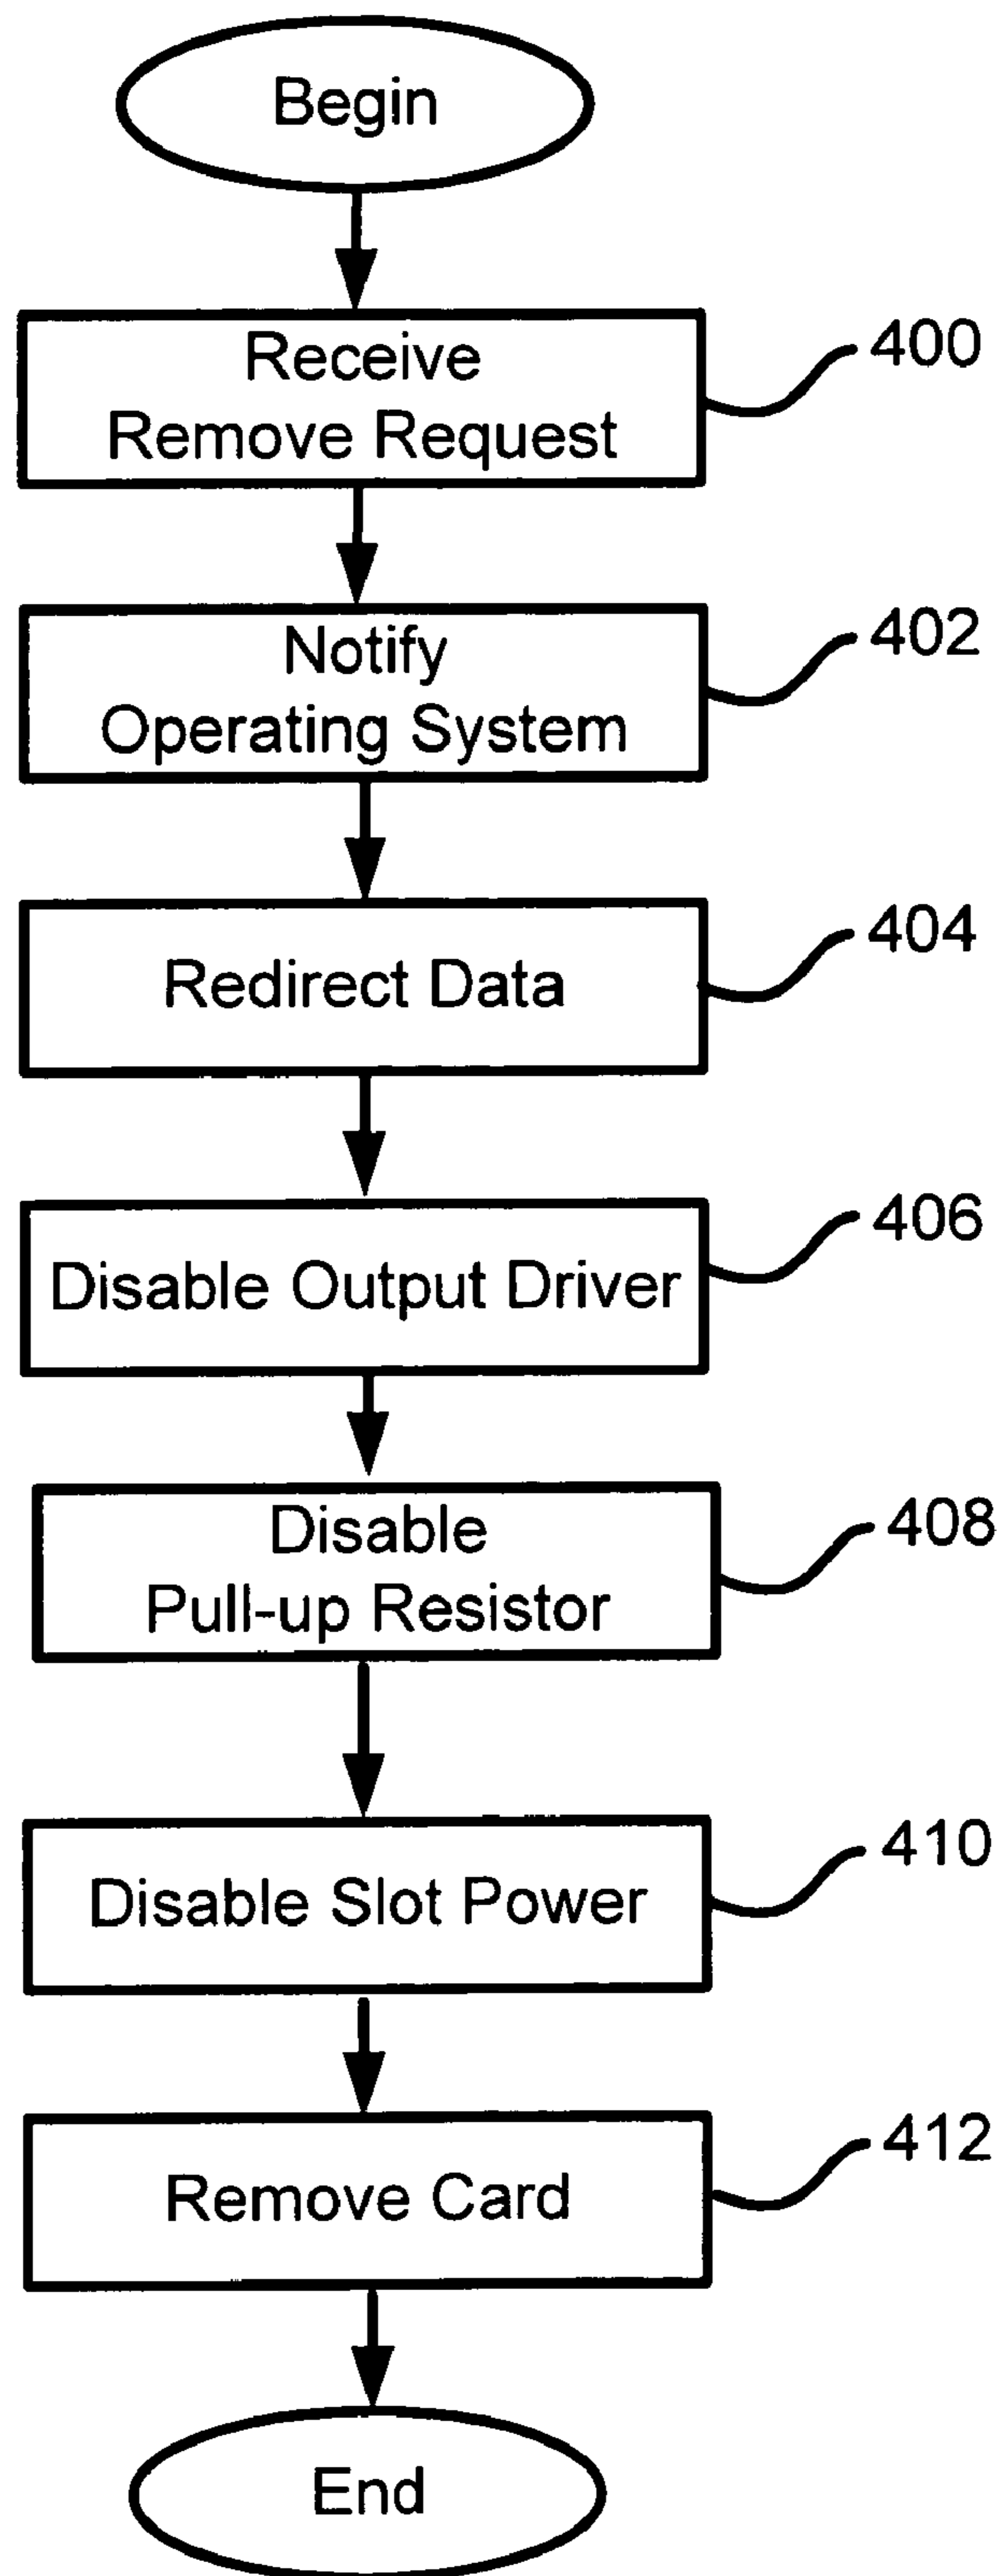 Begin
Receive
Remove Request
400
Notify
Operating System
402
Redirect Data
404
Disable Output Driver
406
Disable
Pull-up Resistor
408
Disable Slot Power
410
Remove Card
412
End